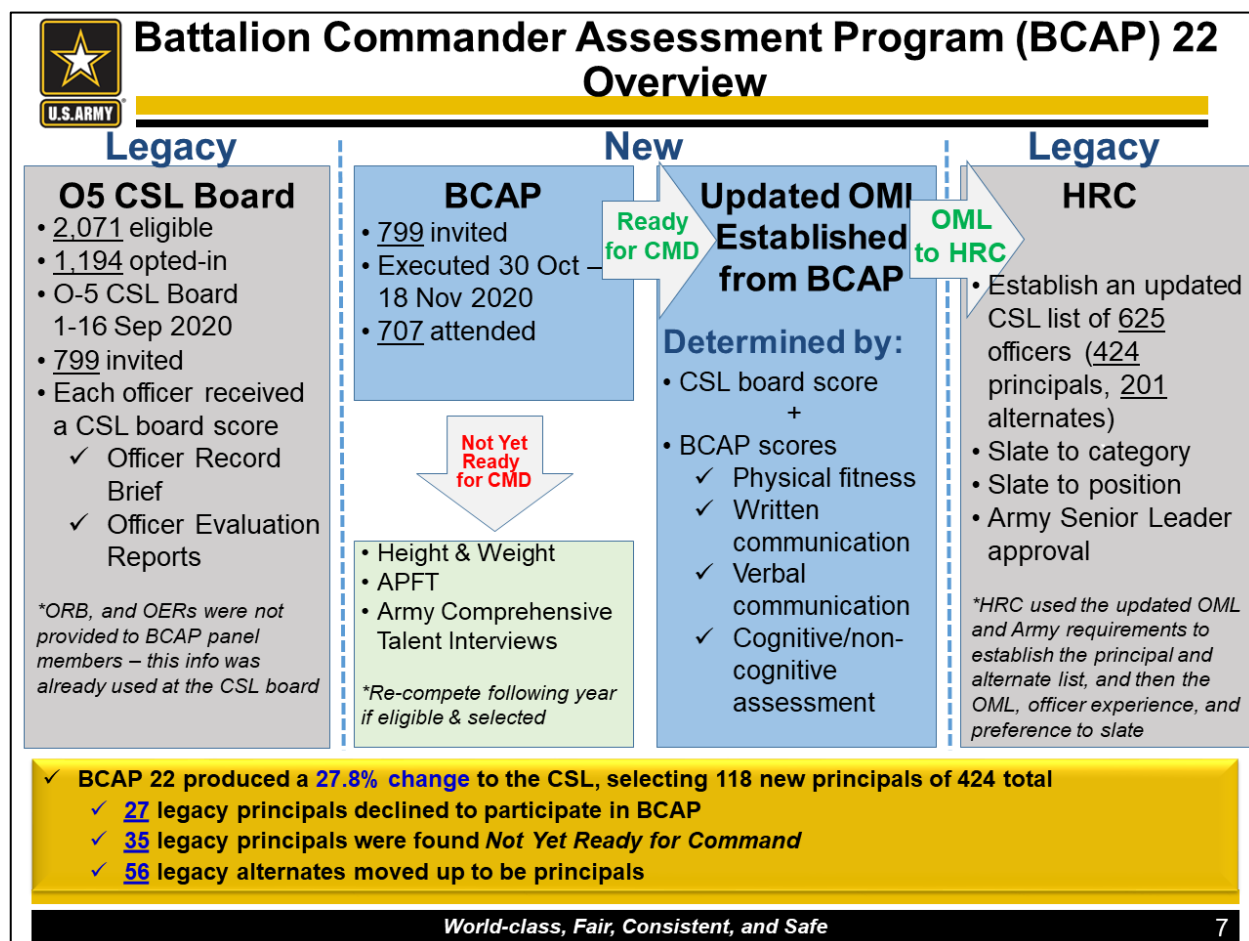 Battalion Commander Assessment Program (BCAP) 22
Overview
U.S.ARMY
Legacy
O5 CSL Board
• 2,071 eligible
• 1,194 opted-in
• O-5 CSL Board
1-16 Sep 2020
• 799 invited
• Each officer received
a CSL board score
✓ Officer Record
Brief
✓ Officer Evaluation
Reports
*ORB, and OERs were not
provided to BCAP panel
members – this info was
already used at the CSL board
New
BCAP
• 799 invited
• Executed 30 Oct –
18 Nov 2020
• 707 attended
Not Yet
Ready
for CMD
• Height & Weight
• APFT
• Army Comprehensive
Talent Interviews
*Re-compete following year
if eligible & selected
Ready
for CMD
Updated OML
Established
from BCAP
Determined by:
• CSL board score
+
• BCAP scores
✓ Physical fitness
✓ Written
communication
✓ Verbal
communication
✓ Cognitive/non-
cognitive
assessment
OML
to HRC
Legacy
HRC
• Establish an updated
CSL list of 625
officers (424
principals, 201
alternates)
• Slate to category
• Slate to position
• Army Senior Leader
approval
*HRC used the updated OML
and Army requirements to
establish the principal and
alternate list, and then the
OML, officer experience, and
preference to slate
✓ BCAP 22 produced a 27.8% change to the CSL, selecting 118 new principals of 424 total
✓ 27 legacy principals declined to participate in BCAP
✓ 35 legacy principals were found Not Yet Ready for Command
✓ 56 legacy alternates moved up to be principals
World-class, Fair, Consistent, and Safe
7